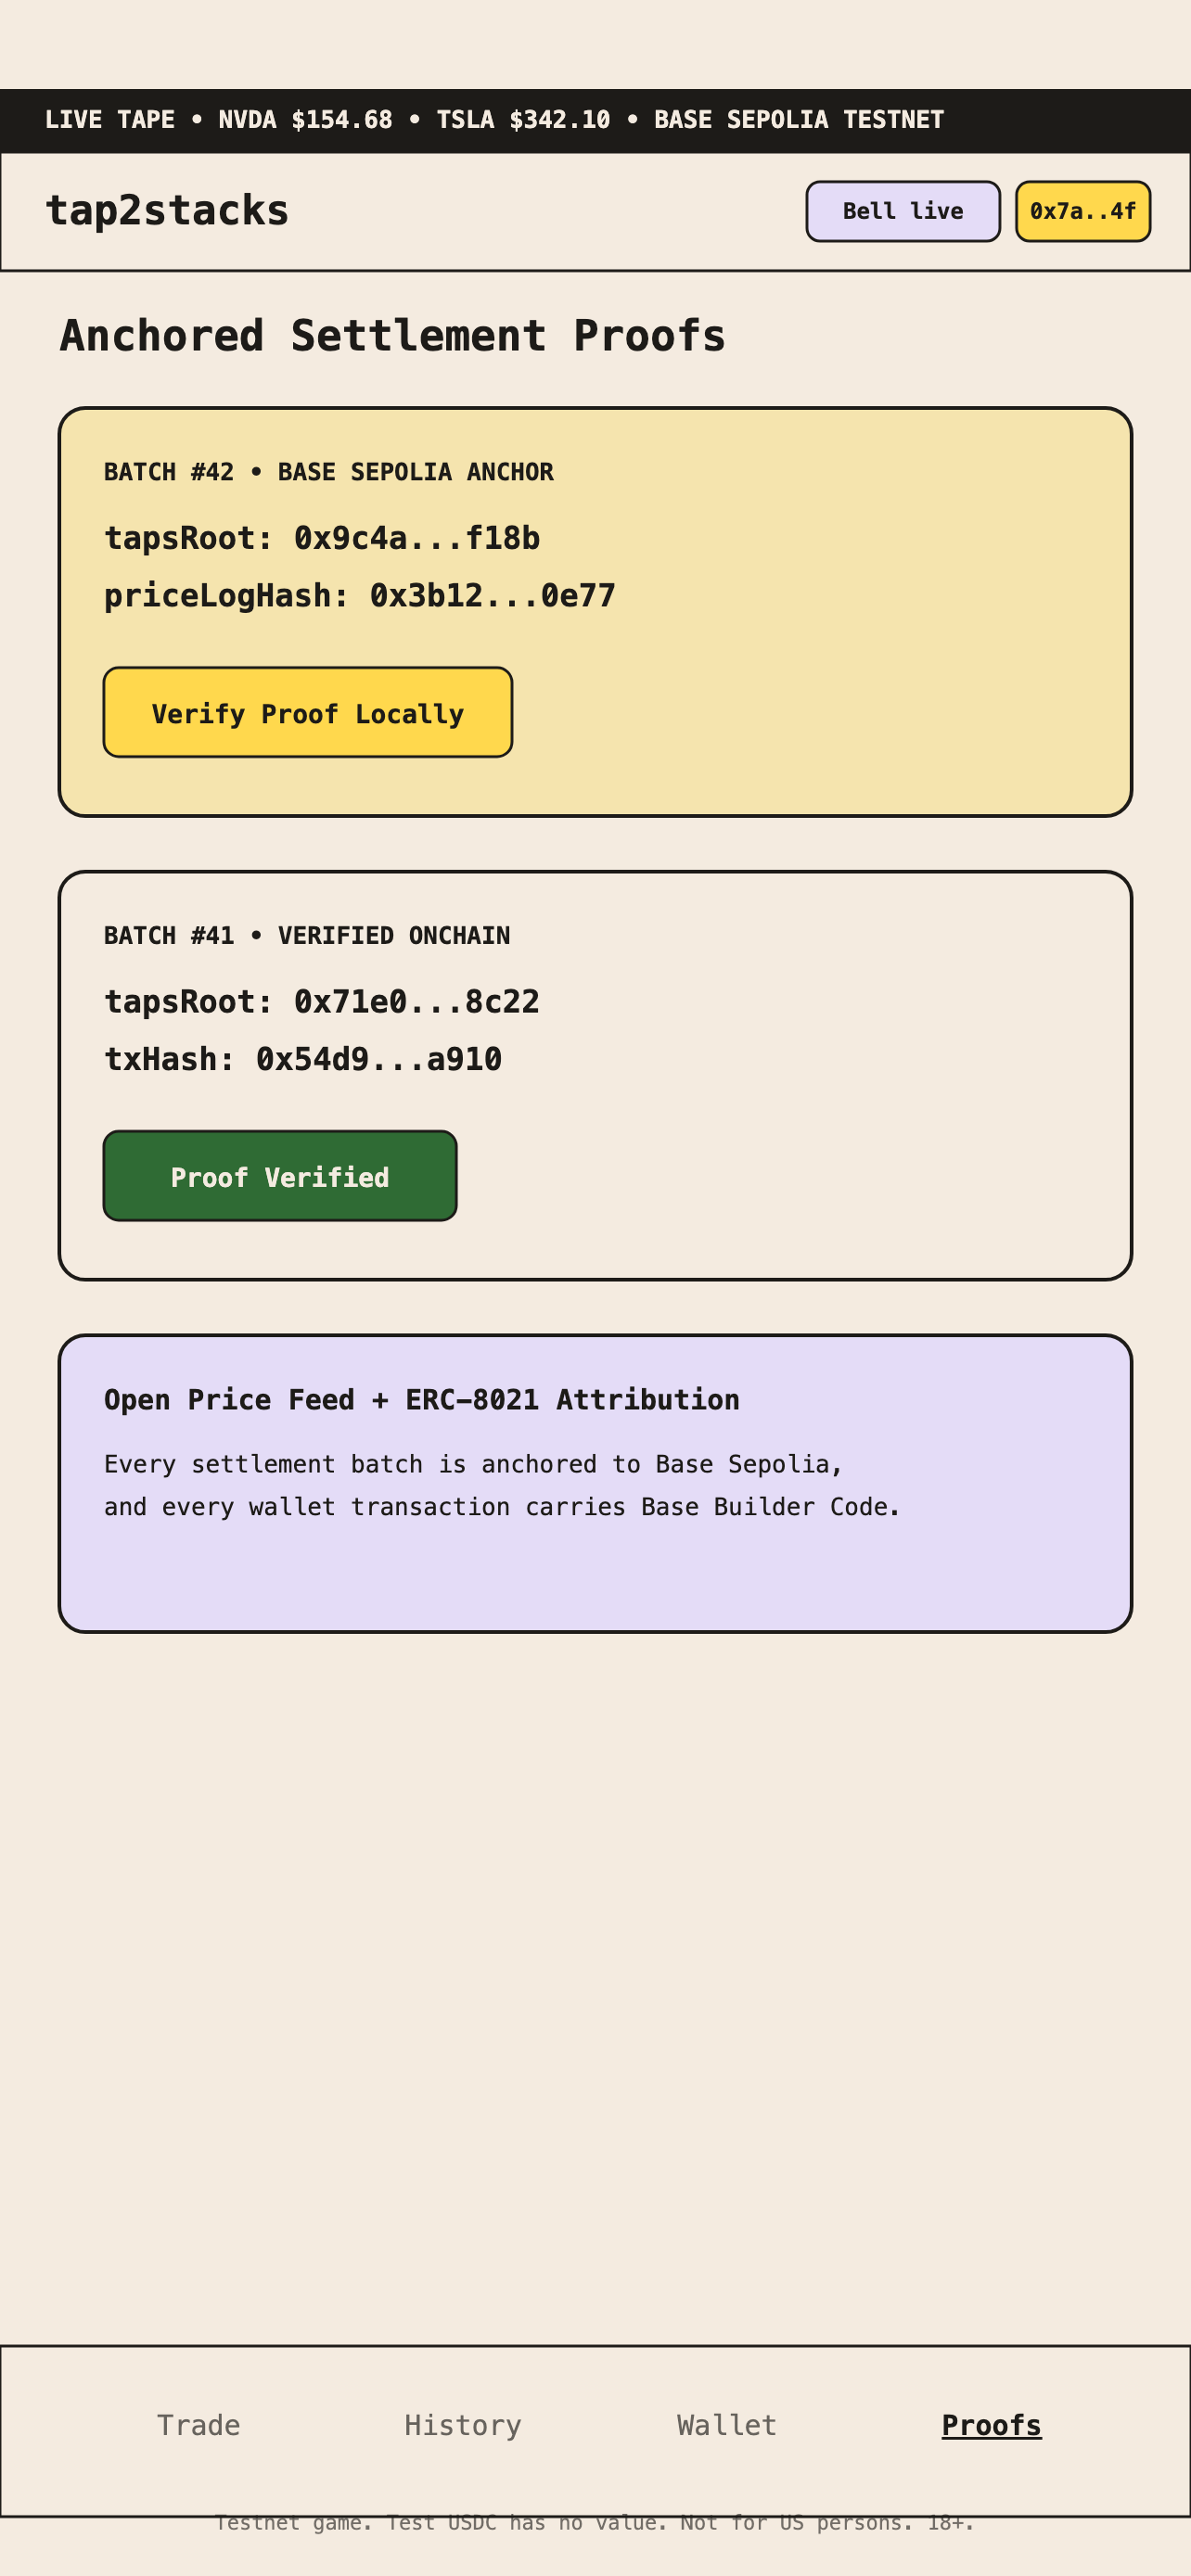 LIVE TAPE • NVDA $154.68 • TSLA $342.10 • BASE SEPOLIA TESTNET
tap2stacks
Bell live
0x7a..4f
Anchored Settlement Proofs
BATCH #42 • BASE SEPOLIA ANCHOR
tapsRoot: 0x9c4a...f18b
priceLogHash: 0x3b12...0e77
Verify Proof Locally
BATCH #41 • VERIFIED ONCHAIN
tapsRoot: 0x71e0...8c22
txHash: 0x54d9...a910
Proof Verified
Open Price Feed + ERC-8021 Attribution
Every settlement batch is anchored to Base Sepolia,
and every wallet transaction carries Base Builder Code.
Trade
History
Wallet
Proofs
Testnet game. Test USDC has no value. Not for US persons. 18+.